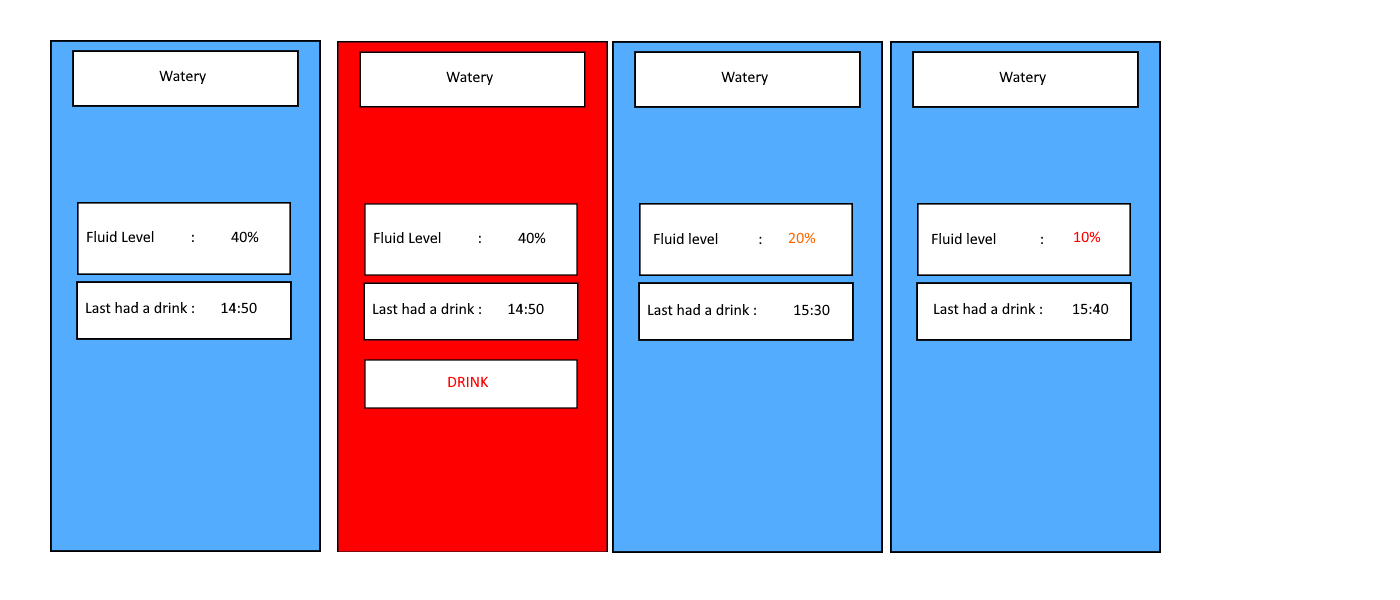 Watery
Fluid Level : 40%
Last had a drink : 14:50
Watery
Fluid Level : 40%
Last had a drink : 14:50
DRINK
Watery
Fluid level : 20%
Last had a drink : 15:30
Watery
Fluid level : 10%
Last had a drink : 15:40